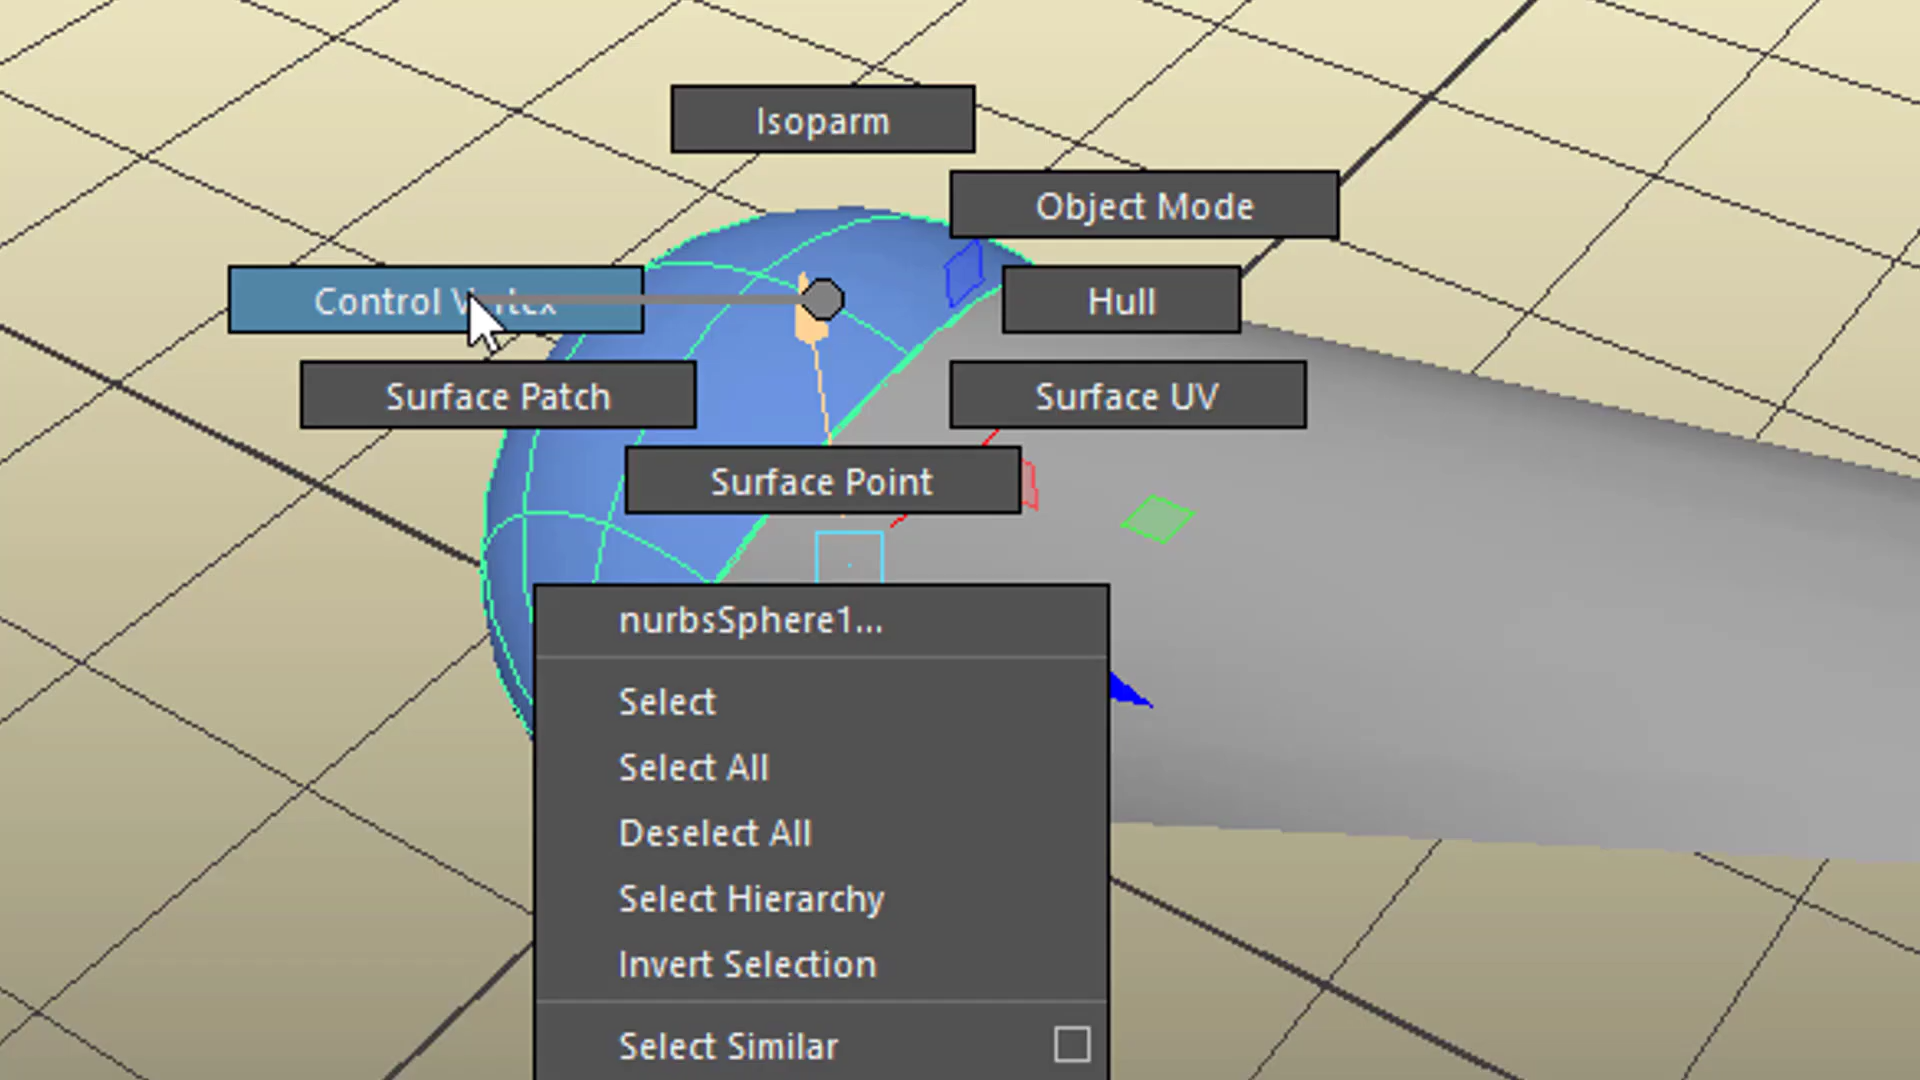 Isoparm
Object Mode
Control Vertex
Hull
Surface Patch
Surface UV
Surface Point
nurbsSphere1...
Select
Select All
Deselect All
Select Hierarchy
Invert Selection
Select Similar